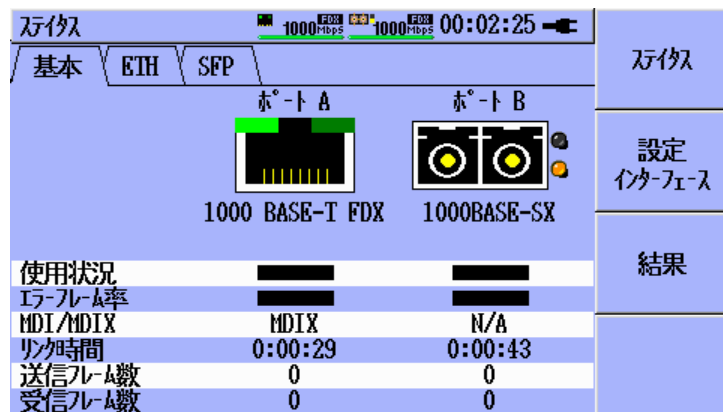 ｽﾃｲﾀｽ 1000 FDX Mbps 1000 FDX Mbps 00:02:25
基本 ETH SFP
ﾎﾟｰﾄ A ﾎﾟｰﾄ B
1000 BASE-T FDX 1000BASE-SX
使用状況
ｴﾗｰﾌﾚｰﾑ率
MDI/MDIX MDIX N/A
ﾘﾝｸ時間 0:00:29 0:00:43
送信ﾌﾚｰﾑ数 0 0
受信ﾌﾚｰﾑ数 0 0
ｽﾃｲﾀｽ
設定
ｲﾝﾀｰﾌｪｰｽ
結果